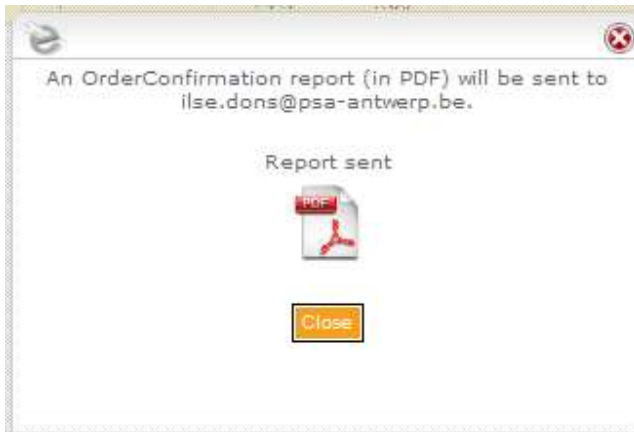 An OrderConfirmation report (in PDF) will be sent to
ilse.dons@psa-antwerp.be.
Report sent
PDF
Close